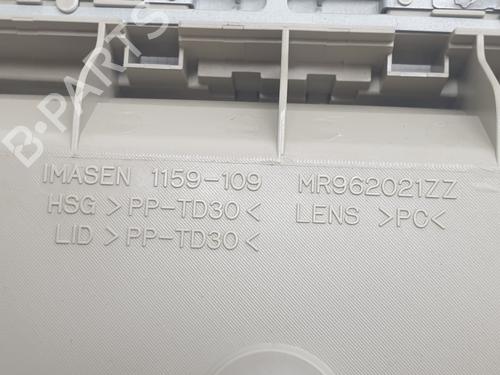 B-PARTS
IMASEN 1159-109 MR962021ZZ
HSG >PP-TD30< LENS >PC<
LID >PP-TD30<